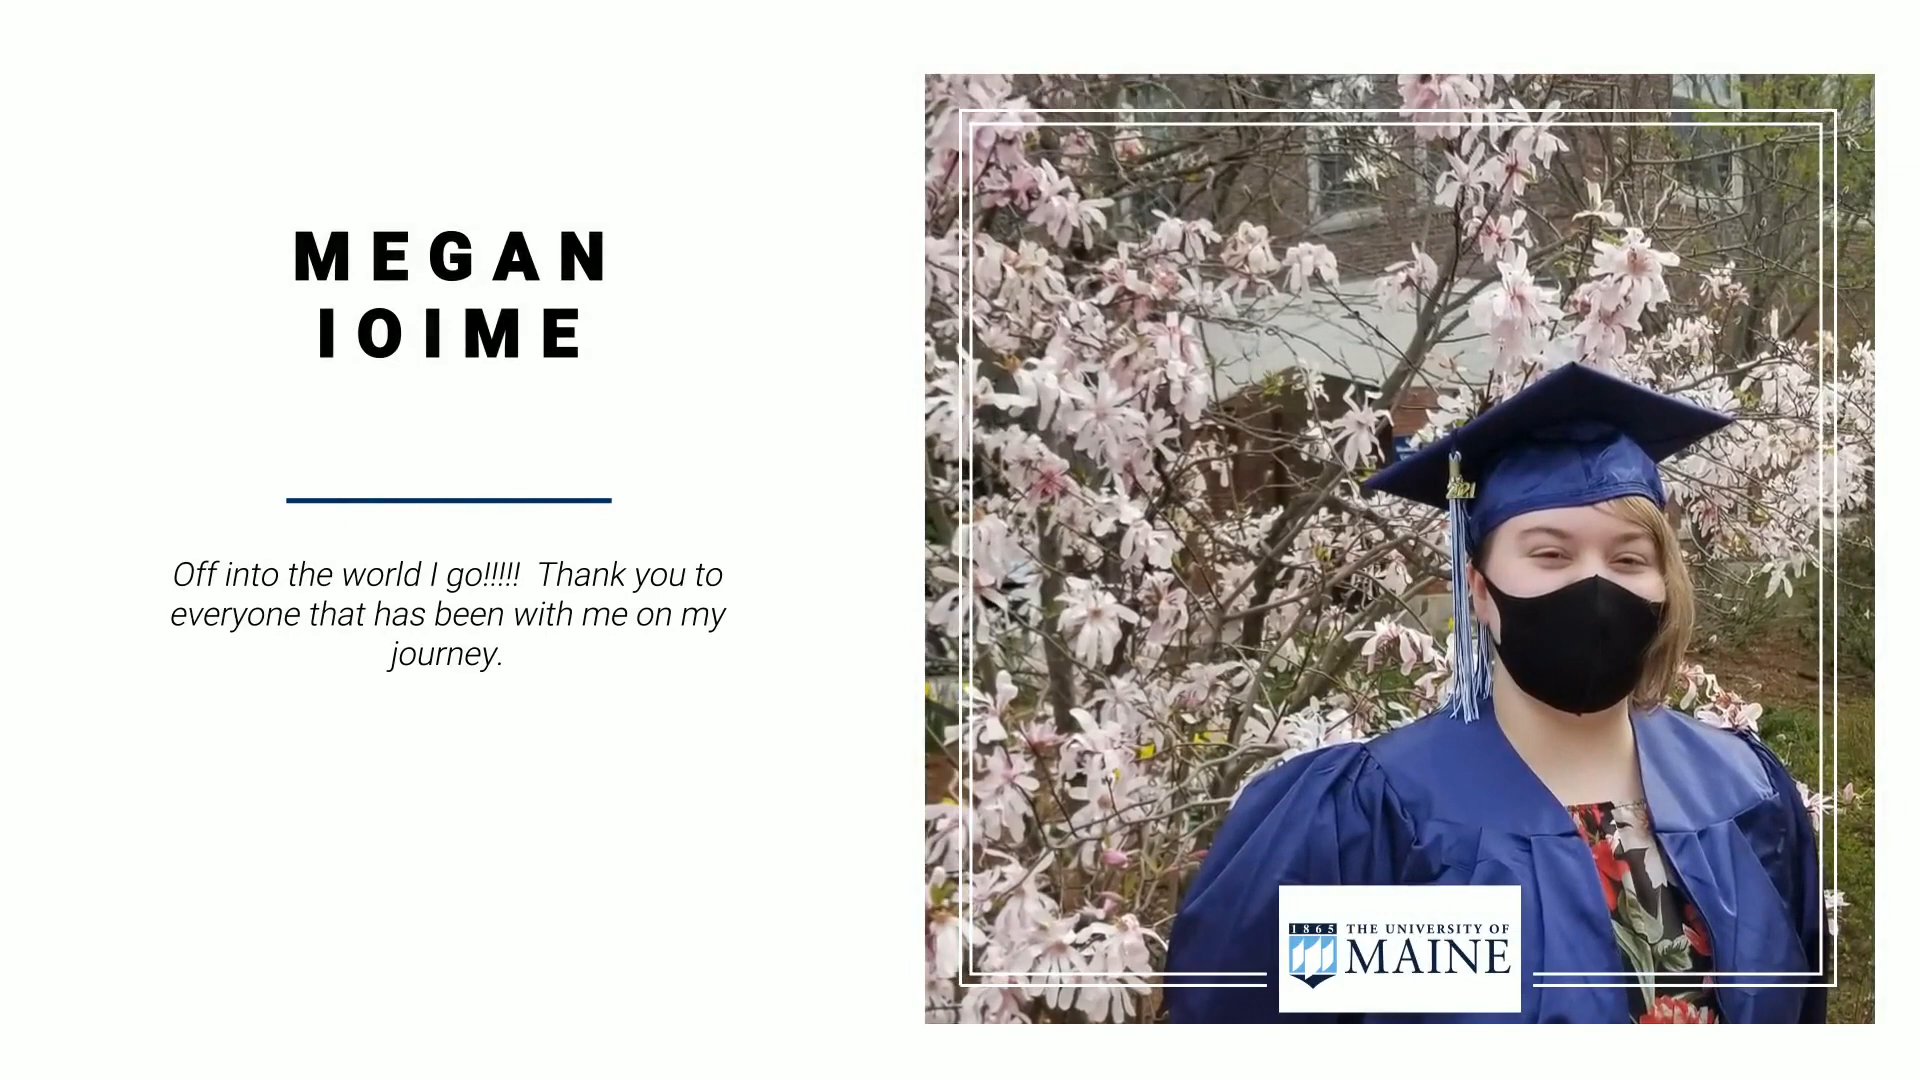 MEGAN
IOIME
Off into the world I go!!!!!  Thank you to
everyone that has been with me on my
journey.
2021
1865
THE UNIVERSITY OF
MAINE